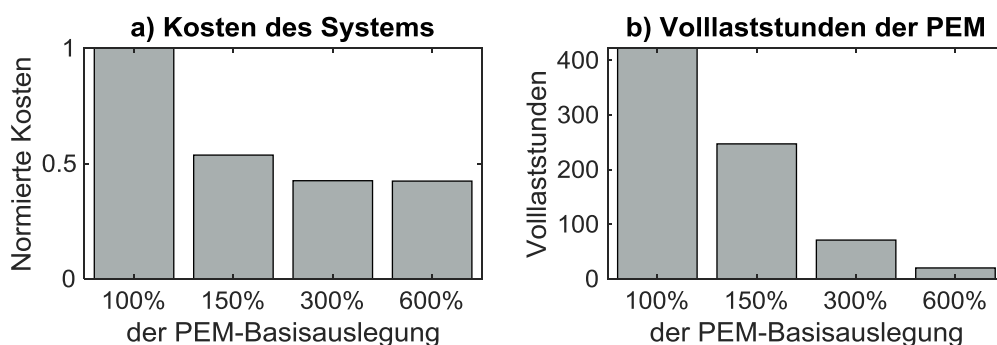 a) Kosten des Systems
Normierte Kosten
1
0.5
0
100% 150% 300% 600%
der PEM-Basisauslegung
b) Volllaststunden der PEM
Volllaststunden
400
300
200
100
0
100% 150% 300% 600%
der PEM-Basisauslegung